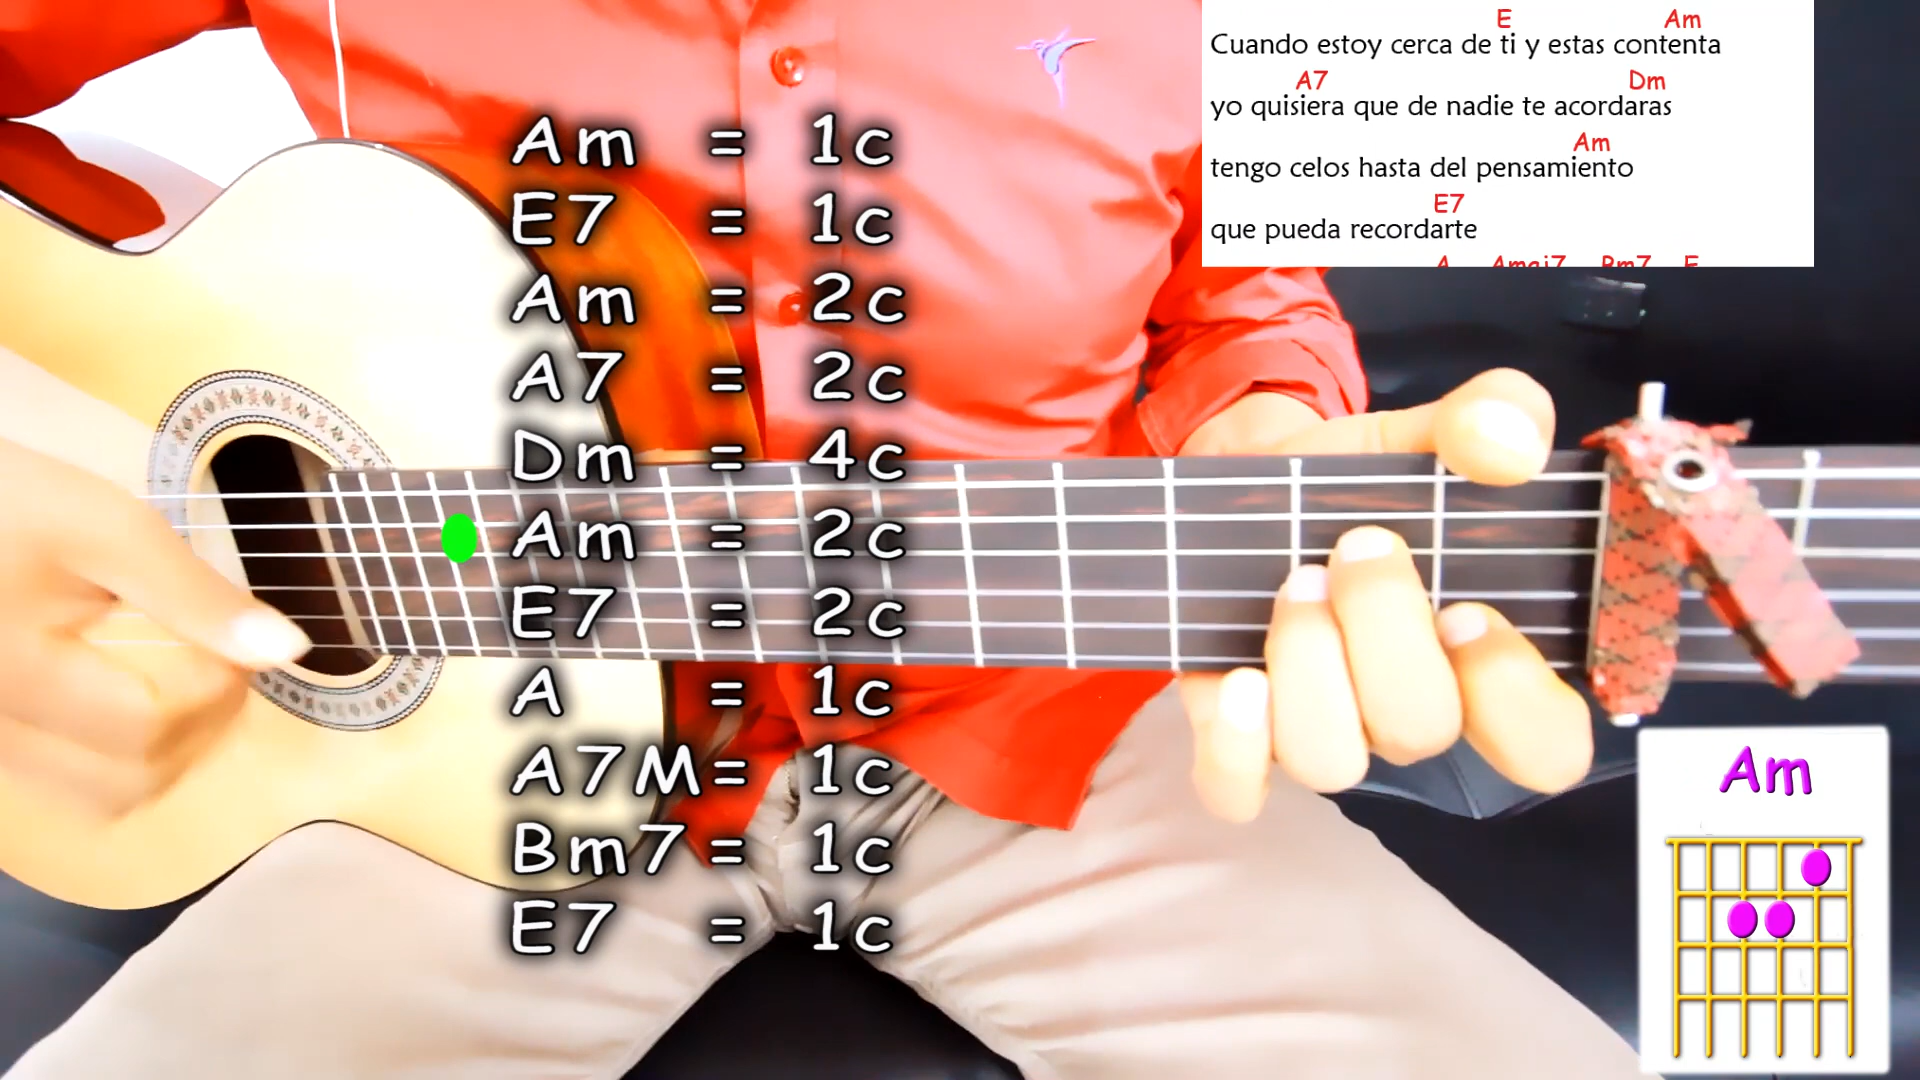 Am = 1c
E7 = 1c
Am = 2c
A7 = 2c
Dm = 4c
Am = 2c
E7 = 2c
A = 1c
A7M = 1c
Bm7 = 1c
E7 = 1c
E Am
Cuando estoy cerca de ti y estas contenta
A7 Dm
yo quisiera que de nadie te acordaras
Am
tengo celos hasta del pensamiento
E7
que pueda recordarte
A Amaj7 Bm7 E
Am